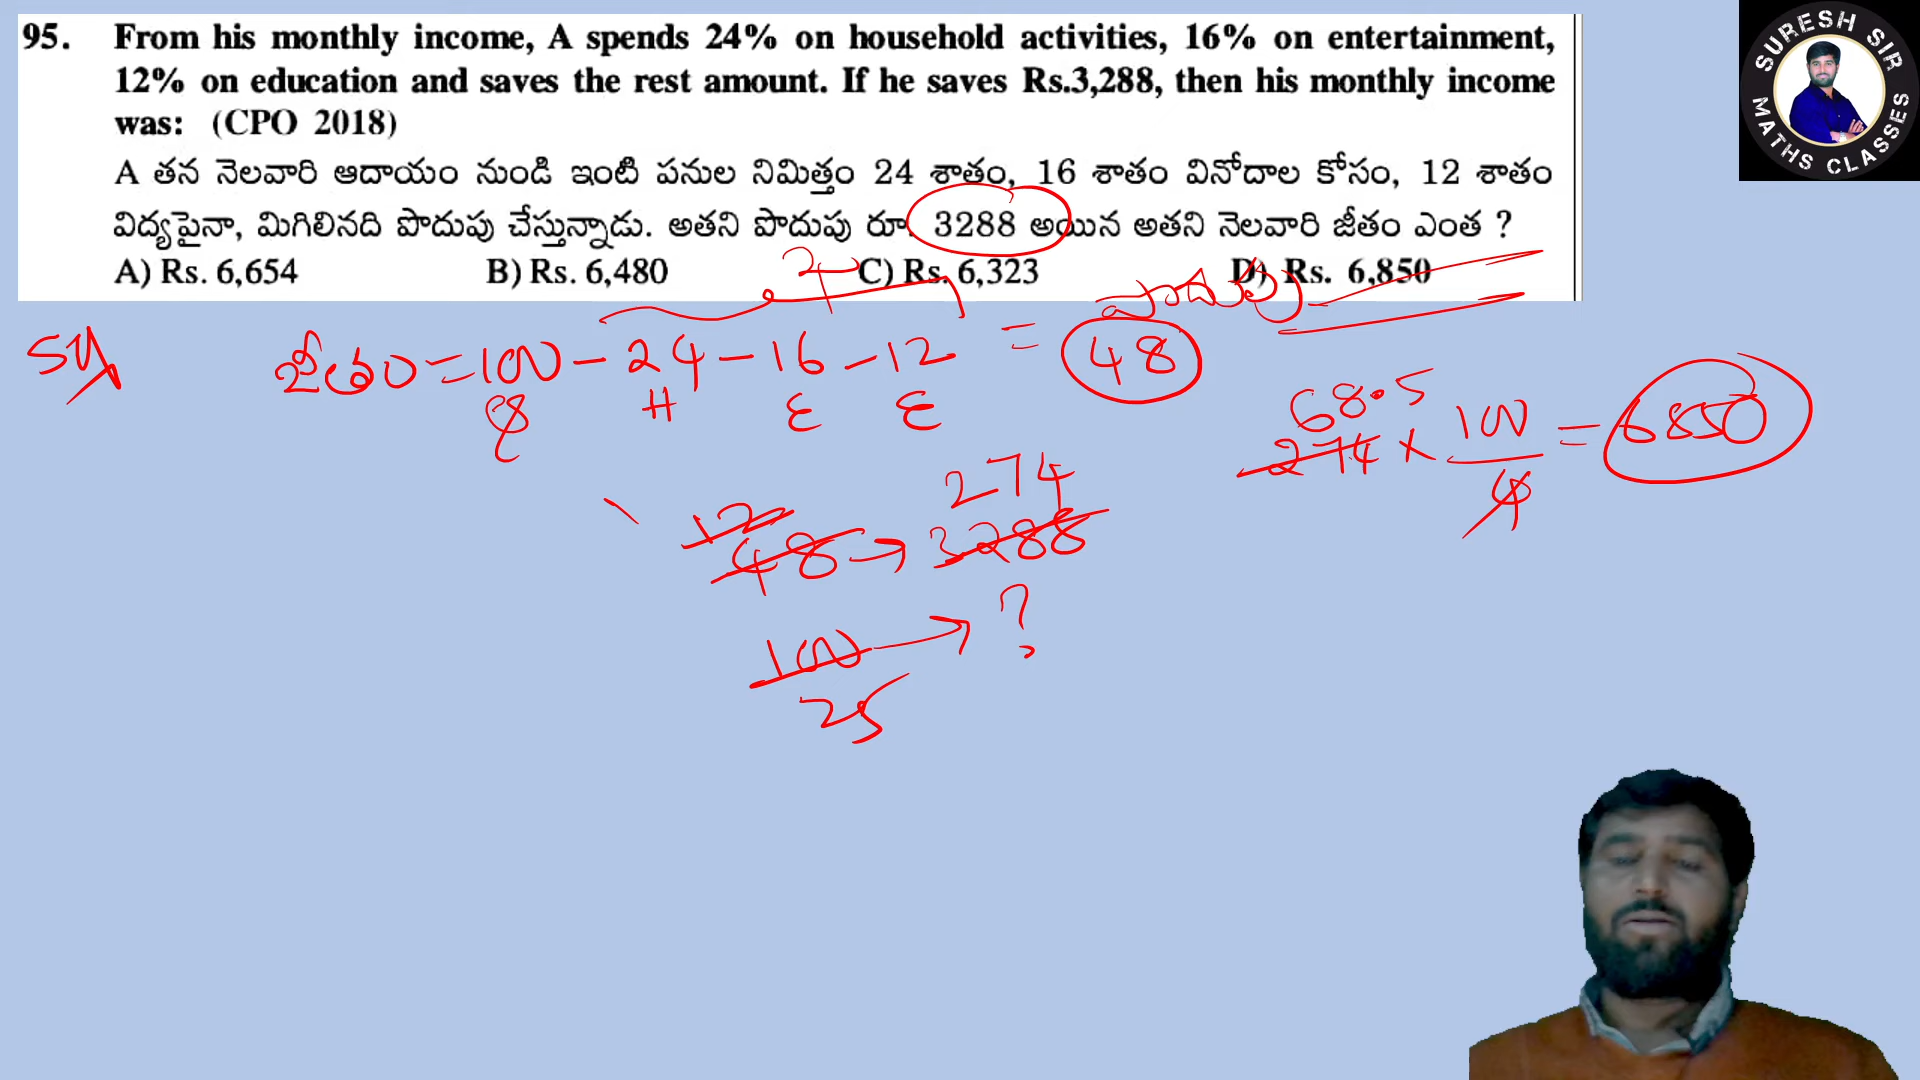 95. From his monthly income, A spends 24% on household activities, 16% on entertainment,
12% on education and saves the rest amount. If he saves Rs.3,288, then his monthly income
was: (CPO 2018)
A తన నెలవారి ఆదాయం నుండి ఇంటి పనుల నిమిత్తం 24 శాతం, 16 శాతం వినోదాల కోసం, 12 శాతం
విద్యపైనా, మిగిలినది పొదుపు చేస్తున్నాడు. అతని పొదుపు రూ. 3288 అయిన అతని నెలవారి జీతం ఎంత ?
A) Rs. 6,654 B) Rs. 6,480 C) Rs. 6,323 D) Rs. 6,850
పొదుపు
జీతం = 100 - 24 - 16 - 12 = 48
H E E
68.5
274 × 100/4 = 6850
274
12
48 → 3288
100 → ?
25
SURESH SIR
MATHS CLASSES